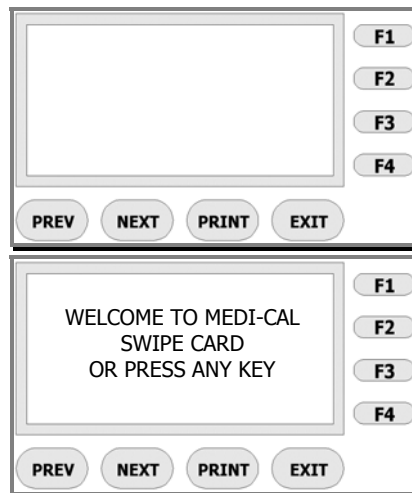 F1
F2
F3
F4
PREV NEXT PRINT EXIT
WELCOME TO MEDI-CAL
SWIPE CARD
OR PRESS ANY KEY
F1
F2
F3
F4
PREV NEXT PRINT EXIT